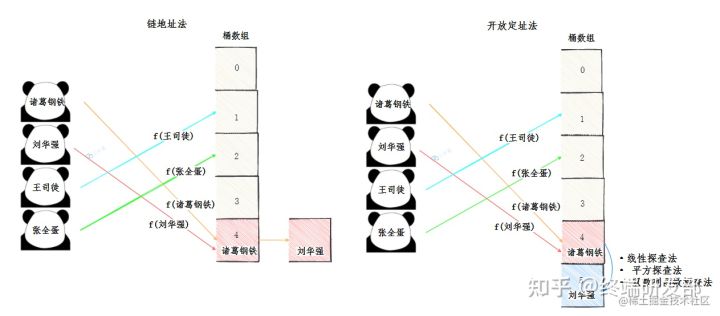 链地址法
桶数组
0
诸葛钢铁
1
f(王司徒)
刘华强
2
f(张全蛋)
王司徒
3
f(诸葛钢铁)
张全蛋
f(刘华强)
4
诸葛钢铁
刘华强
开放定址法
桶数组
0
诸葛钢铁
1
f(王司徒)
刘华强
2
f(张全蛋)
王司徒
3
f(诸葛钢铁)
张全蛋
f(刘华强)
4
诸葛钢铁
• 线性探查法
• 平方探查法
刘华强
知乎 @终端研发部
@稀土掘金技术社区